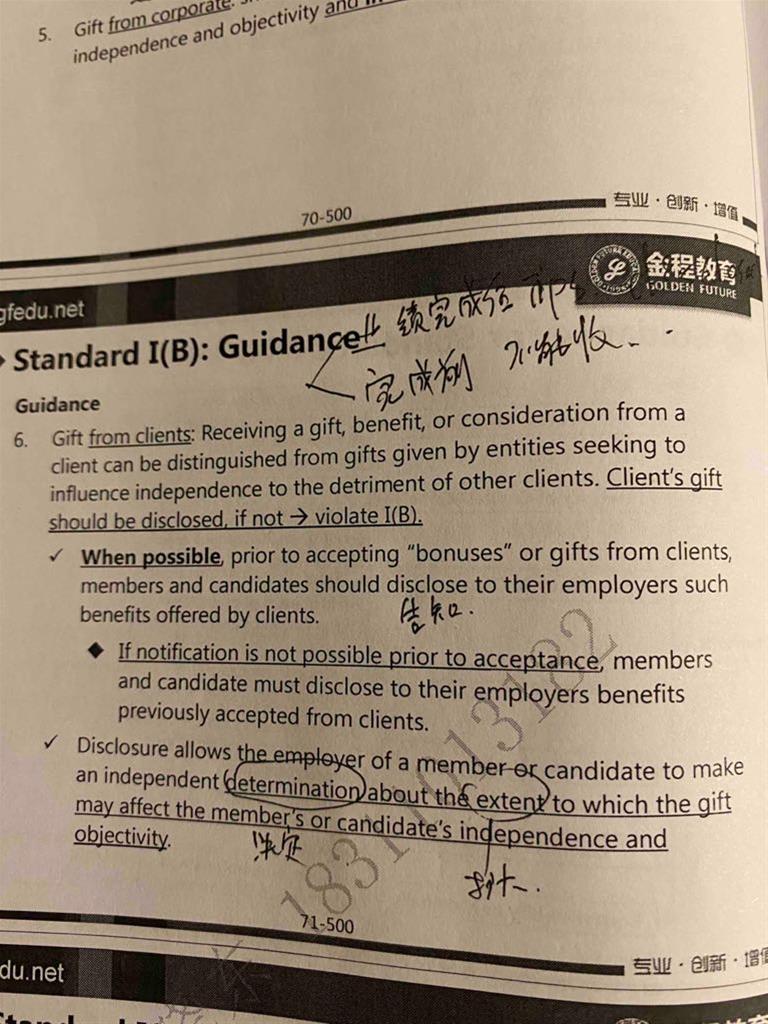 5. Gift from corporate
independence and objectivity and
70-500
专业·创新·增值
gfedu.net
金程教育
GOLDEN FUTURE
Standard I(B): Guidance
业绩完成给 Tips
完成前 不能收
Guidance
6. Gift from clients: Receiving a gift, benefit, or consideration from a
client can be distinguished from gifts given by entities seeking to
influence independence to the detriment of other clients. Client's gift
should be disclosed, if not → violate I(B).
✓ When possible, prior to accepting "bonuses" or gifts from clients,
members and candidates should disclose to their employers such
benefits offered by clients.
告知.
◆ If notification is not possible prior to acceptance, members
and candidate must disclose to their employers benefits
previously accepted from clients.
✓ Disclosure allows the employer of a member or candidate to make
an independent determination about the extent to which the gift
may affect the member's or candidate's independence and
objectivity.
决定
71-500
专业·创新·增值
du.net